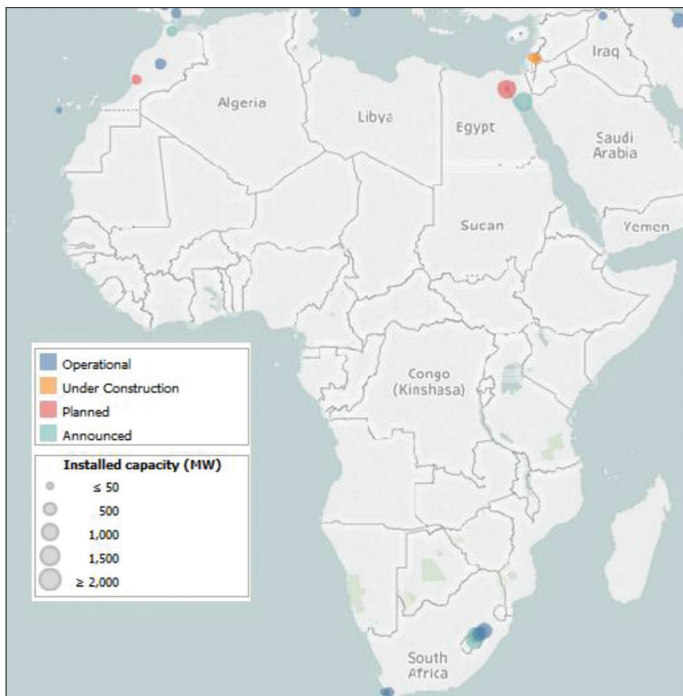 Iraq
Algeria
Libya
Egypt
Saudi
Arabia
Sucan
Yemen
Operational
Under Construction
Planned
Announced
Congo
(Kinshasa)
Installed capacity (MW)
≤ 50
500
1,000
1,500
≥ 2,000
South
Africa